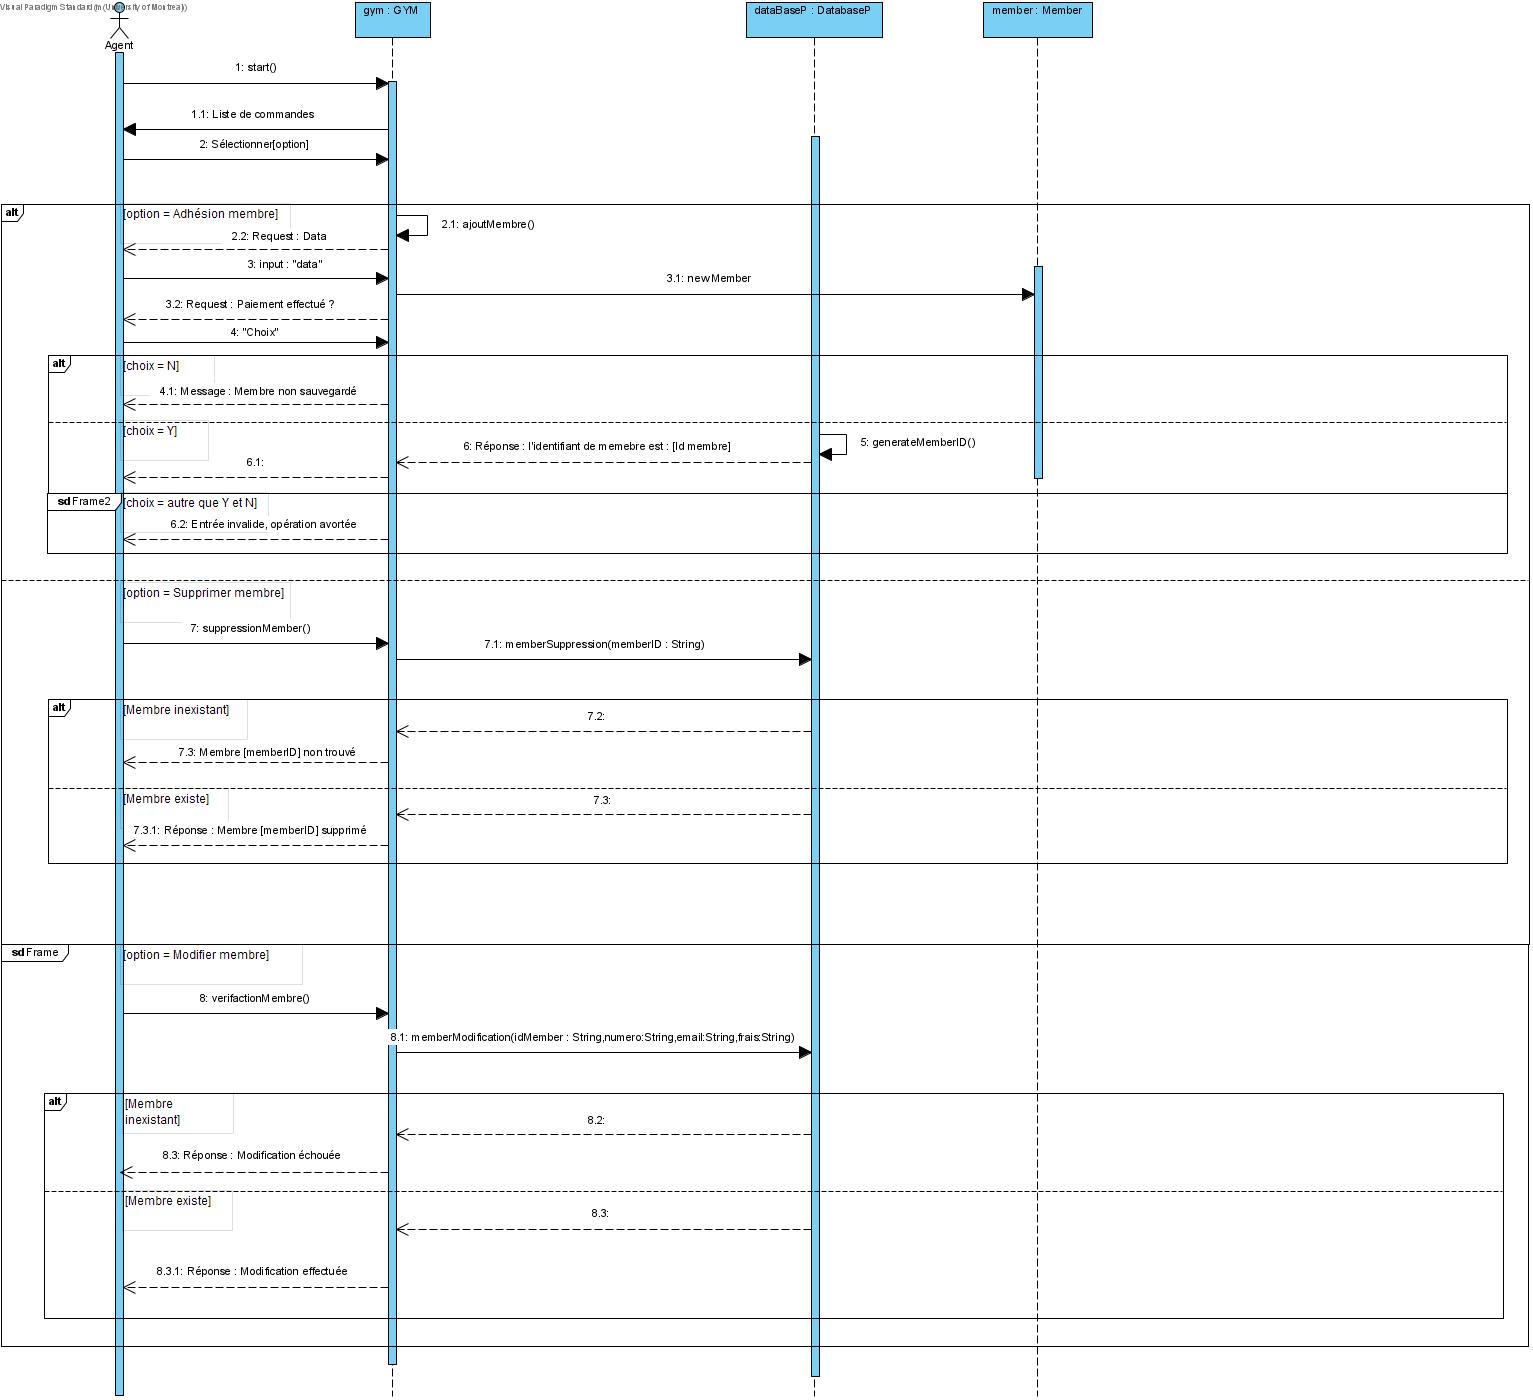 Visual Paradigm Standard(m(University of Montreal))
Agent
gym : GYM
dataBaseP : DatabaseP
member : Member
1: start()
1.1: Liste de commandes
2: Sélectionner[option]
alt
[option = Adhésion membre]
2.1: ajoutMembre()
2.2: Request : Data
3: input : "data"
3.1: newMember
3.2: Request : Paiement effectué ?
4: "Choix"
alt
[choix = N]
4.1: Message : Membre non sauvegardé
[choix = Y]
5: generateMemberID()
6: Réponse : l'identifiant de memebre est : [Id membre]
6.1:
sd Frame2
[choix = autre que Y et N]
6.2: Entrée invalide, opération avortée
[option = Supprimer membre]
7: suppressionMember()
7.1: memberSuppression(memberID : String)
alt
[Membre inexistant]
7.2:
7.3: Membre [memberID] non trouvé
[Membre existe]
7.3:
7.3.1: Réponse : Membre [memberID] supprimé
sd Frame
[option = Modifier membre]
8: verifactionMembre()
8.1: memberModification(idMember : String,numero:String,email:String,frais:String)
alt
[Membre
inexistant]
8.2:
8.3: Réponse : Modification échouée
[Membre existe]
8.3:
8.3.1: Réponse : Modification effectuée